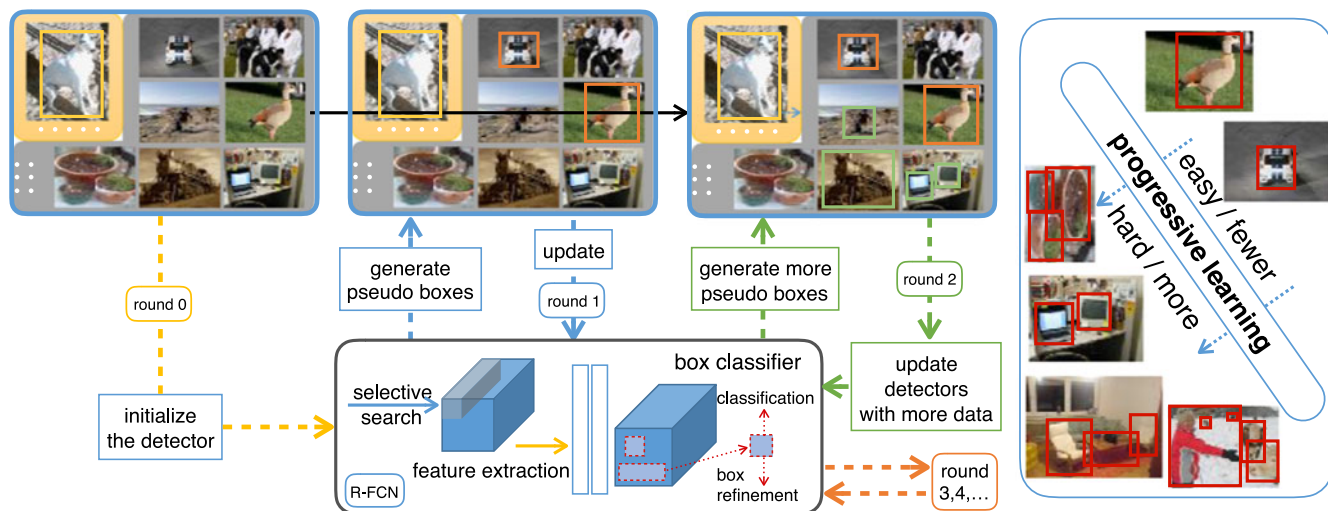 round 0
initialize
the detector
generate
pseudo boxes
update
round 1
generate more
pseudo boxes
round 2
update
detectors
with more data
box classifier
selective
search
feature extraction
classification
box
refinement
R-FCN
round
3,4,...
easy / fewer
progressive learning
hard / more